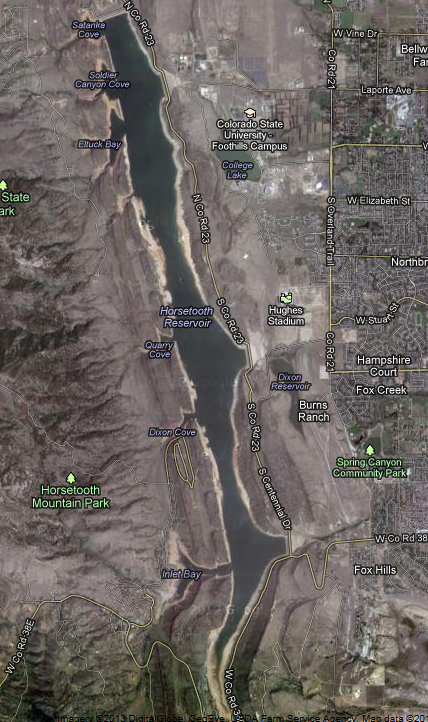 N Co Rd 23
Satanka
Cove
N
W Vine Dr
Co Rd 21
Bellw
Far
Soldier
Canyon Cove
Laporte Ave
Colorado State
University -
Foothills Campus
Eltuck Bay
W
College
Lake
State
ark
N Co Rd 23
S Overland Trail
W Elizabeth St
Northbr
Horsetooth
Reservoir
S Co Rd 23
Hughes
Stadium
W Stuart St
Co Rd 21
Quarry
Cove
Hampshire
Court
Dixon
Reservoir
Fox Creek
Burns
Ranch
S Co Rd 23
Dixon Cove
Spring Canyon
Community Park
S Centennial Dr
Horsetooth
Mountain Park
W Co Rd 38
Inlet Bay
Fox Hills
W Co Rd 38E
W Co Rd 3
Imagery ©2013 DigitalGlobe, GeoEye, USDA Farm Service Agency, Map data ©20